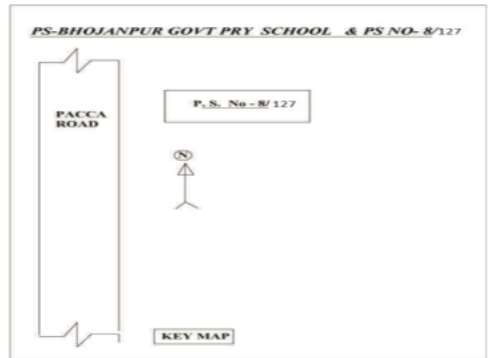 PS-BHOJANPUR GOVT PRY SCHOOL & PS NO- 8/127
P. S. No - 8/ 127
PACCA
ROAD
N
KEY MAP